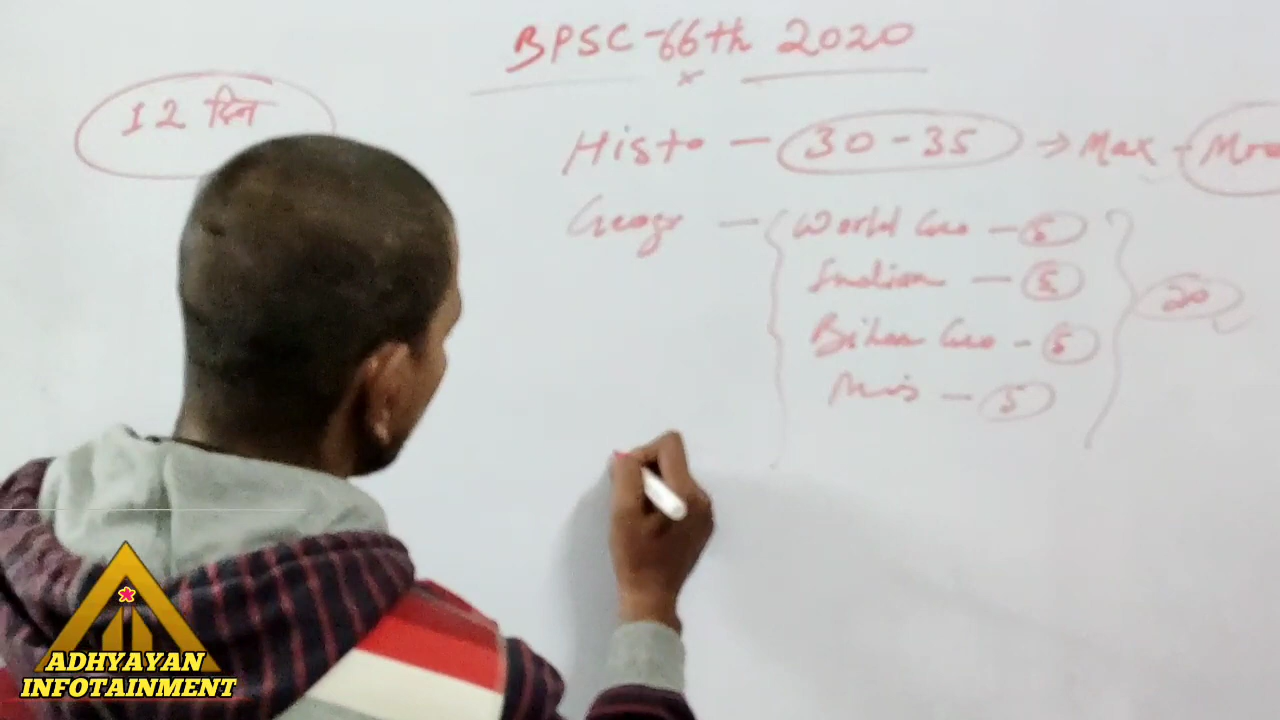 BPSC-66th 2020
12 दिन
Histo - 30-35 → Max -
Geogr - World Geo - 5
Indian - 5
Bihar Geo - 5
Mis - 5
20
ADHYAYAN
INFOTAINMENT